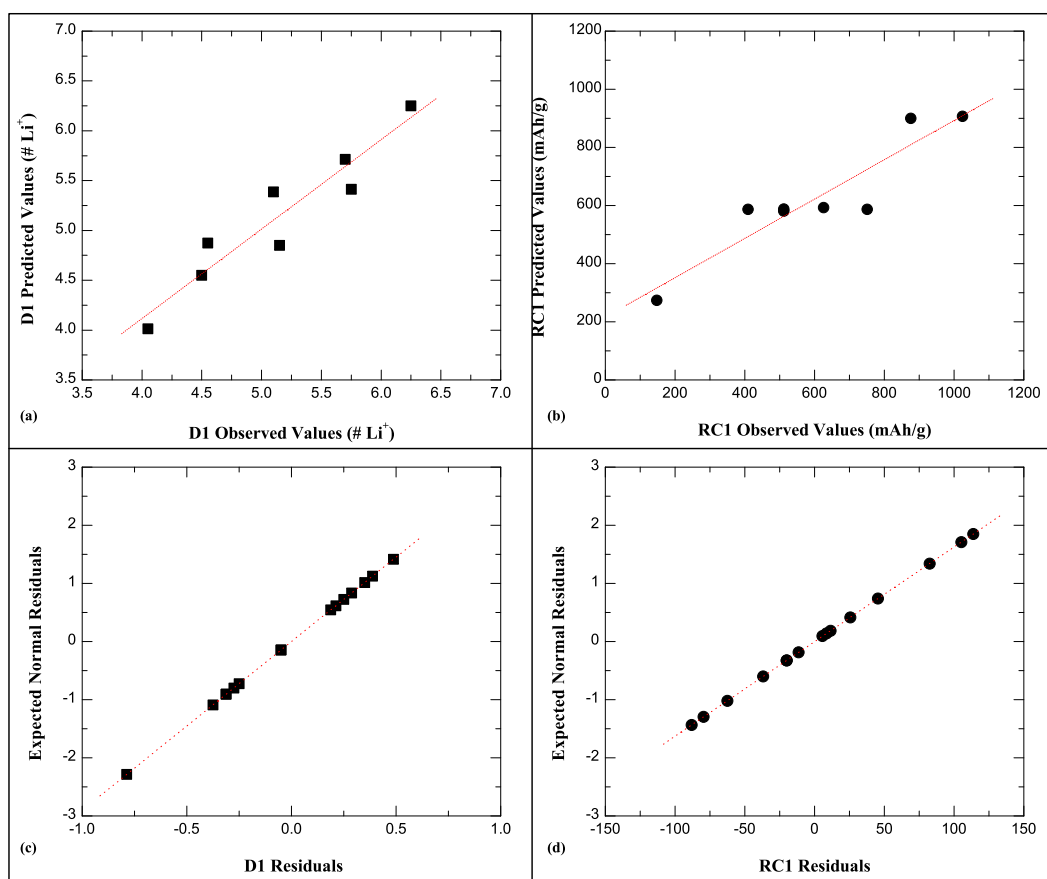 7.0
6.5
6.0
5.5
5.0
4.5
4.0
3.5
3.5 4.0 4.5 5.0 5.5 6.0 6.5 7.0
D1 Predicted Values (# Li⁺)
(a)
D1 Observed Values (# Li⁺)
1200
1000
800
600
400
200
0
0 200 400 600 800 1000 1200
RC1 Predicted Values (mAh/g)
(b)
RC1 Observed Values (mAh/g)
3
2
1
0
-1
-2
-3
-1.0 -0.5 0.0 0.5 1.0
Expected Normal Residuals
(c)
D1 Residuals
3
2
1
0
-1
-2
-3
-150 -100 -50 0 50 100 150
Expected Normal Residuals
(d)
RC1 Residuals